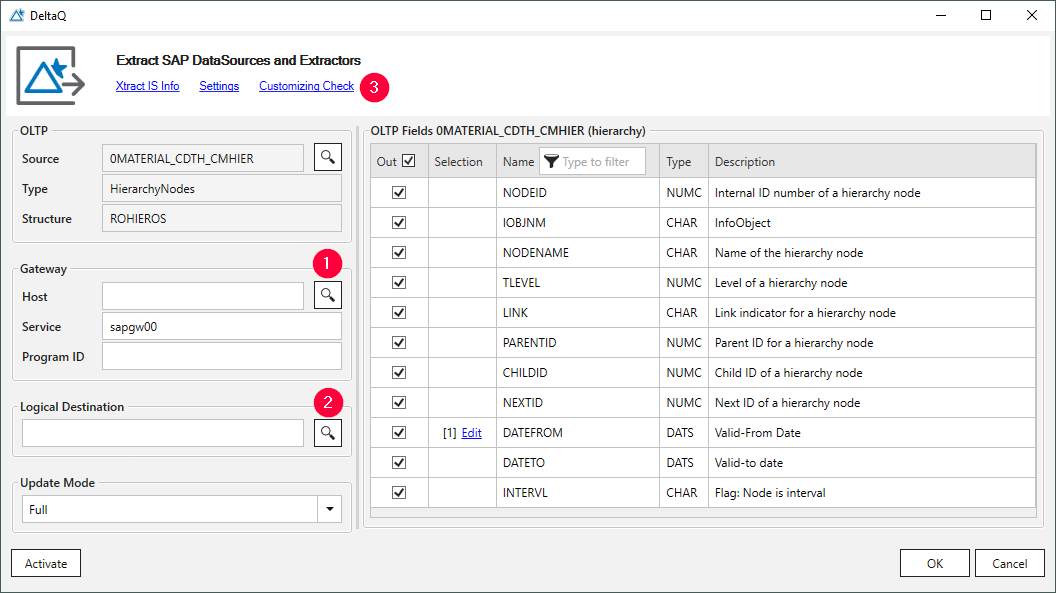 DeltaQ
Extract SAP DataSources and Extractors
Xtract IS Info Settings Customizing Check 3
OLTP
Source 0MATERIAL_CDTH_CMHIER
Type HierarchyNodes
Structure ROHIEROS
Gateway 1
Host
Service sapgw00
Program ID
Logical Destination 2
Update Mode
Full
OLTP Fields 0MATERIAL_CDTH_CMHIER (hierarchy)
Out Selection Name Type to filter Type Description
NODEID NUMC Internal ID number of a hierarchy node
IOBJNM CHAR InfoObject
NODENAME CHAR Name of the hierarchy node
TLEVEL NUMC Level of a hierarchy node
LINK CHAR Link indicator for a hierarchy node
PARENTID NUMC Parent ID for a hierarchy node
CHILDID NUMC Child ID of a hierarchy node
NEXTID NUMC Next ID of a hierarchy node
[1] Edit DATEFROM DATS Valid-From Date
DATETO DATS Valid-to date
INTERVL CHAR Flag: Node is interval
Activate OK Cancel